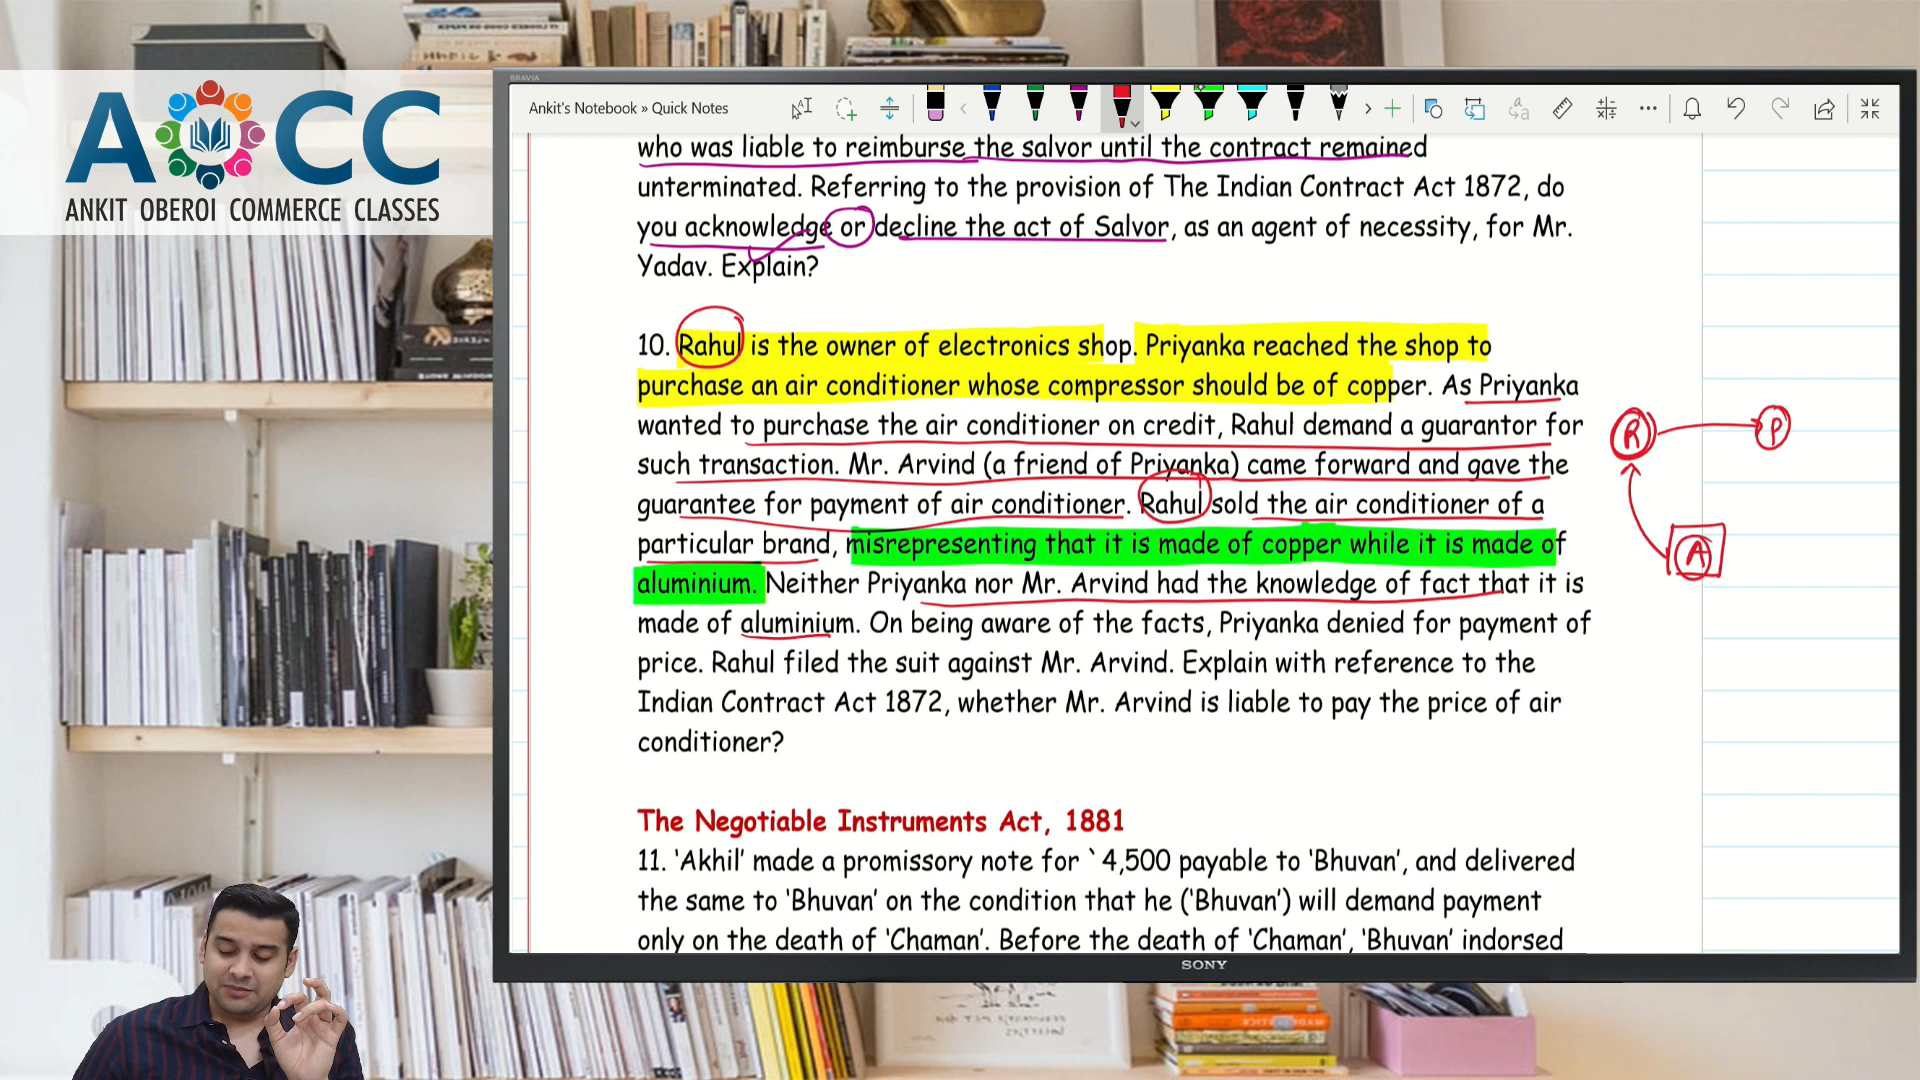 AOCC
ANKIT OBEROI COMMERCE CLASSES
BRAVIA
Ankit's Notebook » Quick Notes
who was liable to reimburse the salvor until the contract remained
unterminated. Referring to the provision of The Indian Contract Act 1872, do
you acknowledge or decline the act of Salvor, as an agent of necessity, for Mr.
Yadav. Explain?
10. Rahul is the owner of electronics shop. Priyanka reached the shop to
purchase an air conditioner whose compressor should be of copper. As Priyanka
wanted to purchase the air conditioner on credit, Rahul demand a guarantor for
such transaction. Mr. Arvind (a friend of Priyanka) came forward and gave the
guarantee for payment of air conditioner. Rahul sold the air conditioner of a
particular brand, misrepresenting that it is made of copper while it is made of
aluminium. Neither Priyanka nor Mr. Arvind had the knowledge of fact that it is
made of aluminium. On being aware of the facts, Priyanka denied for payment of
price. Rahul filed the suit against Mr. Arvind. Explain with reference to the
Indian Contract Act 1872, whether Mr. Arvind is liable to pay the price of air
conditioner?
R P
A
The Negotiable Instruments Act, 1881
11. ‘Akhil’ made a promissory note for `4,500 payable to ‘Bhuvan’, and delivered
the same to ‘Bhuvan’ on the condition that he (‘Bhuvan’) will demand payment
only on the death of ‘Chaman’. Before the death of ‘Chaman’, ‘Bhuvan’ indorsed
SONY